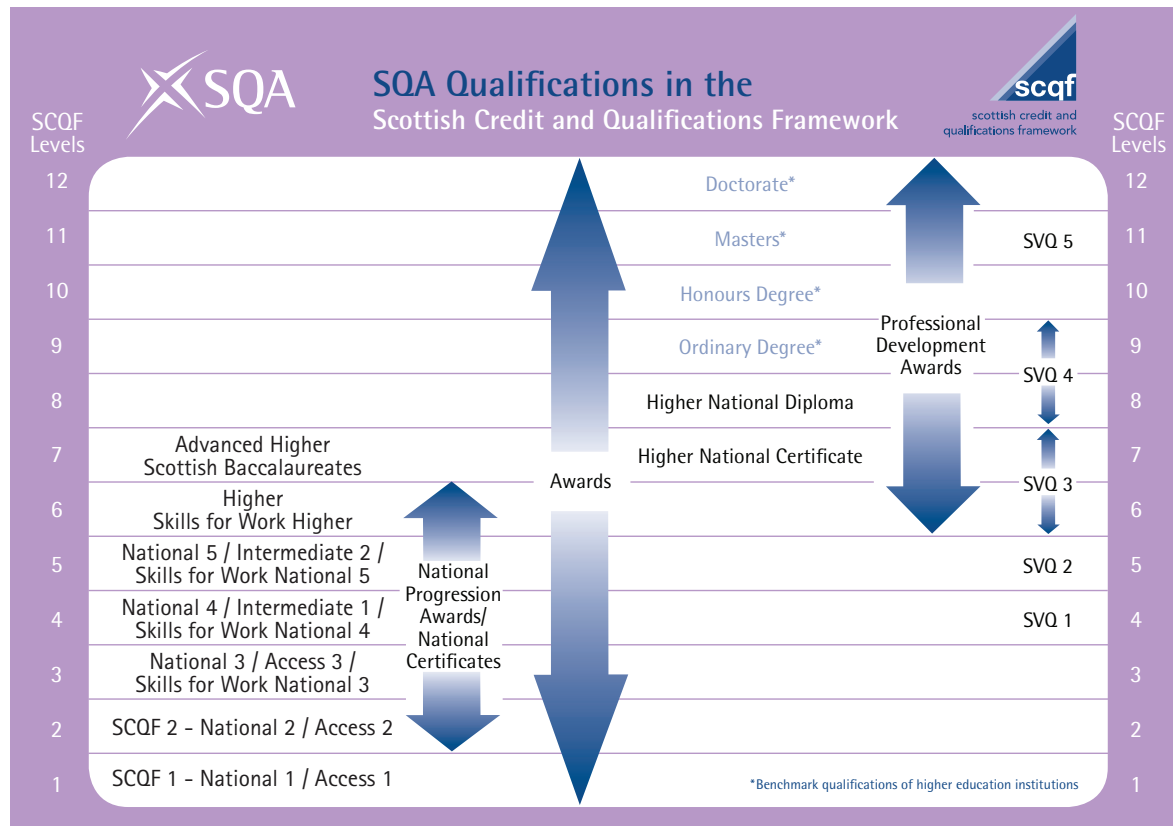 SQA
SQA Qualifications in the
Scottish Credit and Qualifications Framework
scqf
scottish credit and
qualifications framework
SCQF
Levels
SCQF
Levels
12
Doctorate*
12
11
Masters*
SVQ 5
11
10
Honours Degree*
10
9
Ordinary Degree*
Professional
Development
Awards
9
SVQ 4
8
Higher National Diploma
8
7
Advanced Higher
Scottish Baccalaureates
Higher National Certificate
7
Awards
SVQ 3
6
Higher
Skills for Work Higher
6
5
National 5 / Intermediate 2 /
Skills for Work National 5
SVQ 2
5
National
Progression
Awards/
National
Certificates
4
National 4 / Intermediate 1 /
Skills for Work National 4
SVQ 1
4
3
National 3 / Access 3 /
Skills for Work National 3
3
2
SCQF 2 - National 2 / Access 2
2
1
SCQF 1 - National 1 / Access 1
*Benchmark qualifications of higher education institutions
1